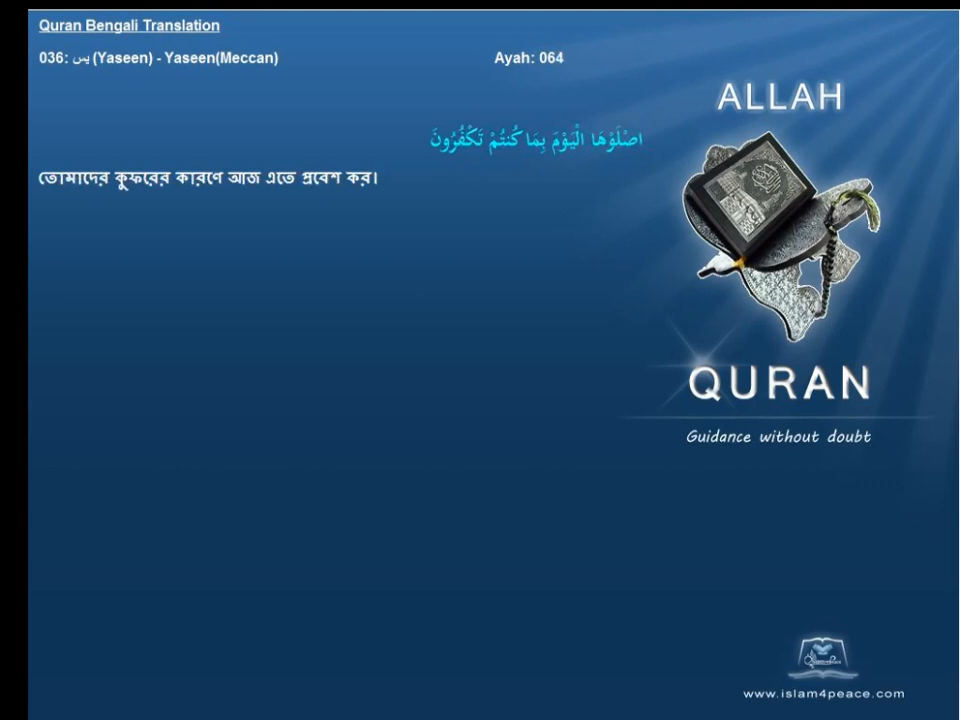 Quran Bengali Translation
036: يس (Yaseen) - Yaseen(Meccan) Ayah: 064
ALLAH
اصْلَوْهَا الْيَوْمَ بِمَا كُنتُمْ تَكْفُرُونَ
তোমাদের কুফরের কারণে আজ এতে প্রবেশ কর।
QURAN
Guidance without doubt
www.islam4peace.com